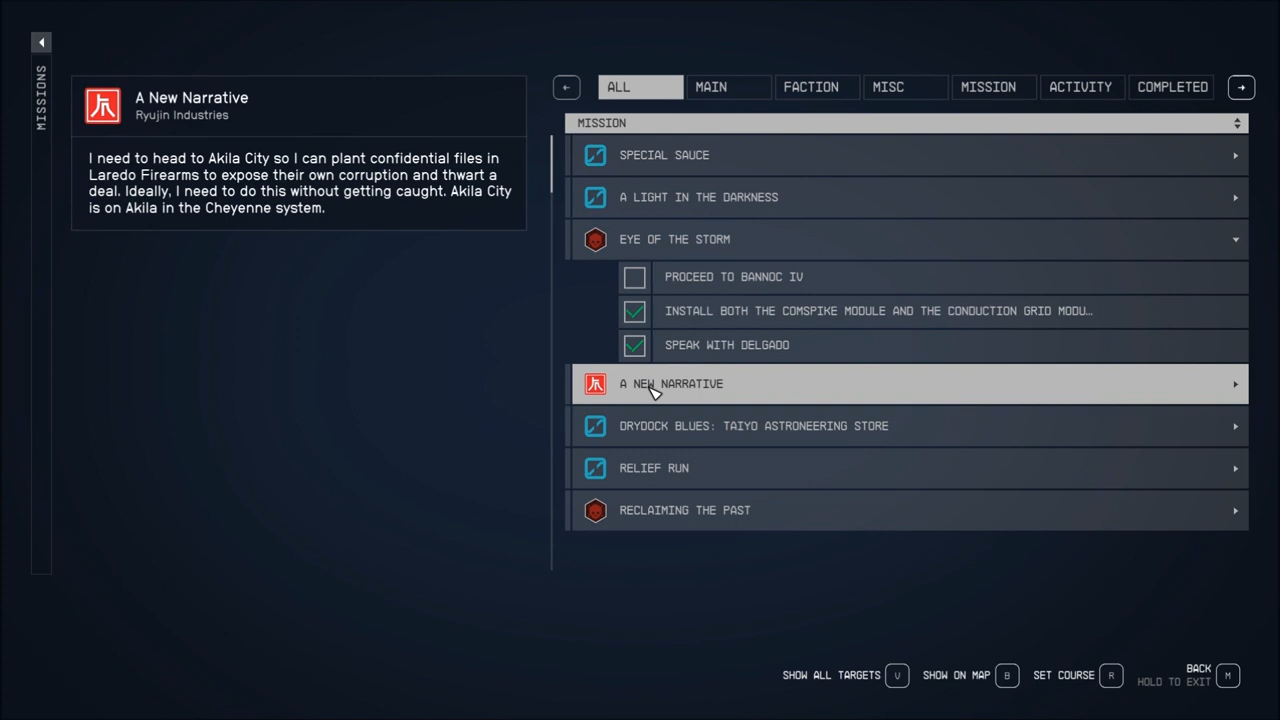 MISSIONS
A New Narrative
Ryujin Industries
I need to head to Akila City so I can plant confidential files in
Laredo Firearms to expose their own corruption and thwart a
deal. Ideally, I need to do this without getting caught. Akila City
is on Akila in the Cheyenne system.
ALL MAIN FACTION MISC MISSION ACTIVITY COMPLETED
MISSION
SPECIAL SAUCE
A LIGHT IN THE DARKNESS
EYE OF THE STORM
PROCEED TO BANNOC IV
INSTALL BOTH THE COMSPIKE MODULE AND THE CONDUCTION GRID MODU…
SPEAK WITH DELGADO
A NEW NARRATIVE
DRYDOCK BLUES: TAIYO ASTRONEERING STORE
RELIEF RUN
RECLAIMING THE PAST
SHOW ALL TARGETS V SHOW ON MAP B SET COURSE R BACK M
HOLD TO EXIT